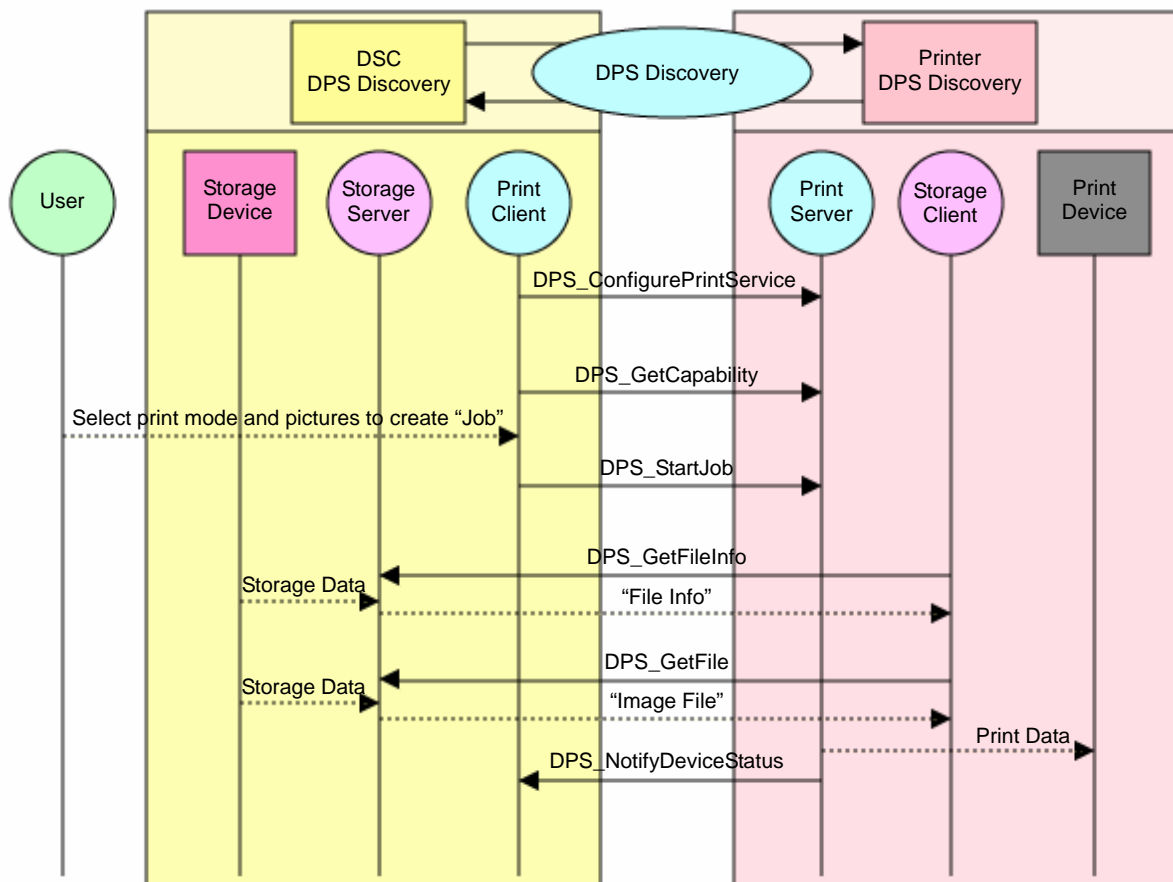 DSC
DPS Discovery
DPS Discovery
Printer
DPS Discovery
User
Storage
Device
Storage
Server
Print
Client
Print
Server
Storage
Client
Print
Device
DPS_ConfigurePrintService
DPS_GetCapability
Select print mode and pictures to create “Job”
DPS_StartJob
DPS_GetFileInfo
Storage Data
“File Info”
DPS_GetFile
Storage Data
“Image File”
Print Data
DPS_NotifyDeviceStatus